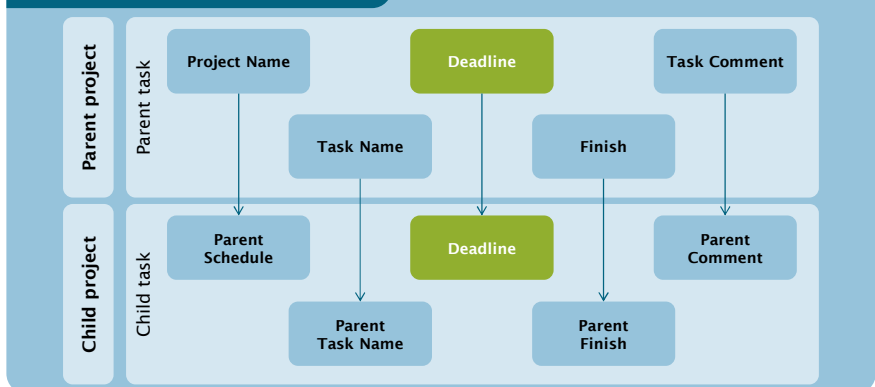 Parent project
Parent task
Project Name
Deadline
Task Comment
Task Name
Finish
Child project
Child task
Parent
Schedule
Deadline
Parent
Comment
Parent
Task Name
Parent
Finish